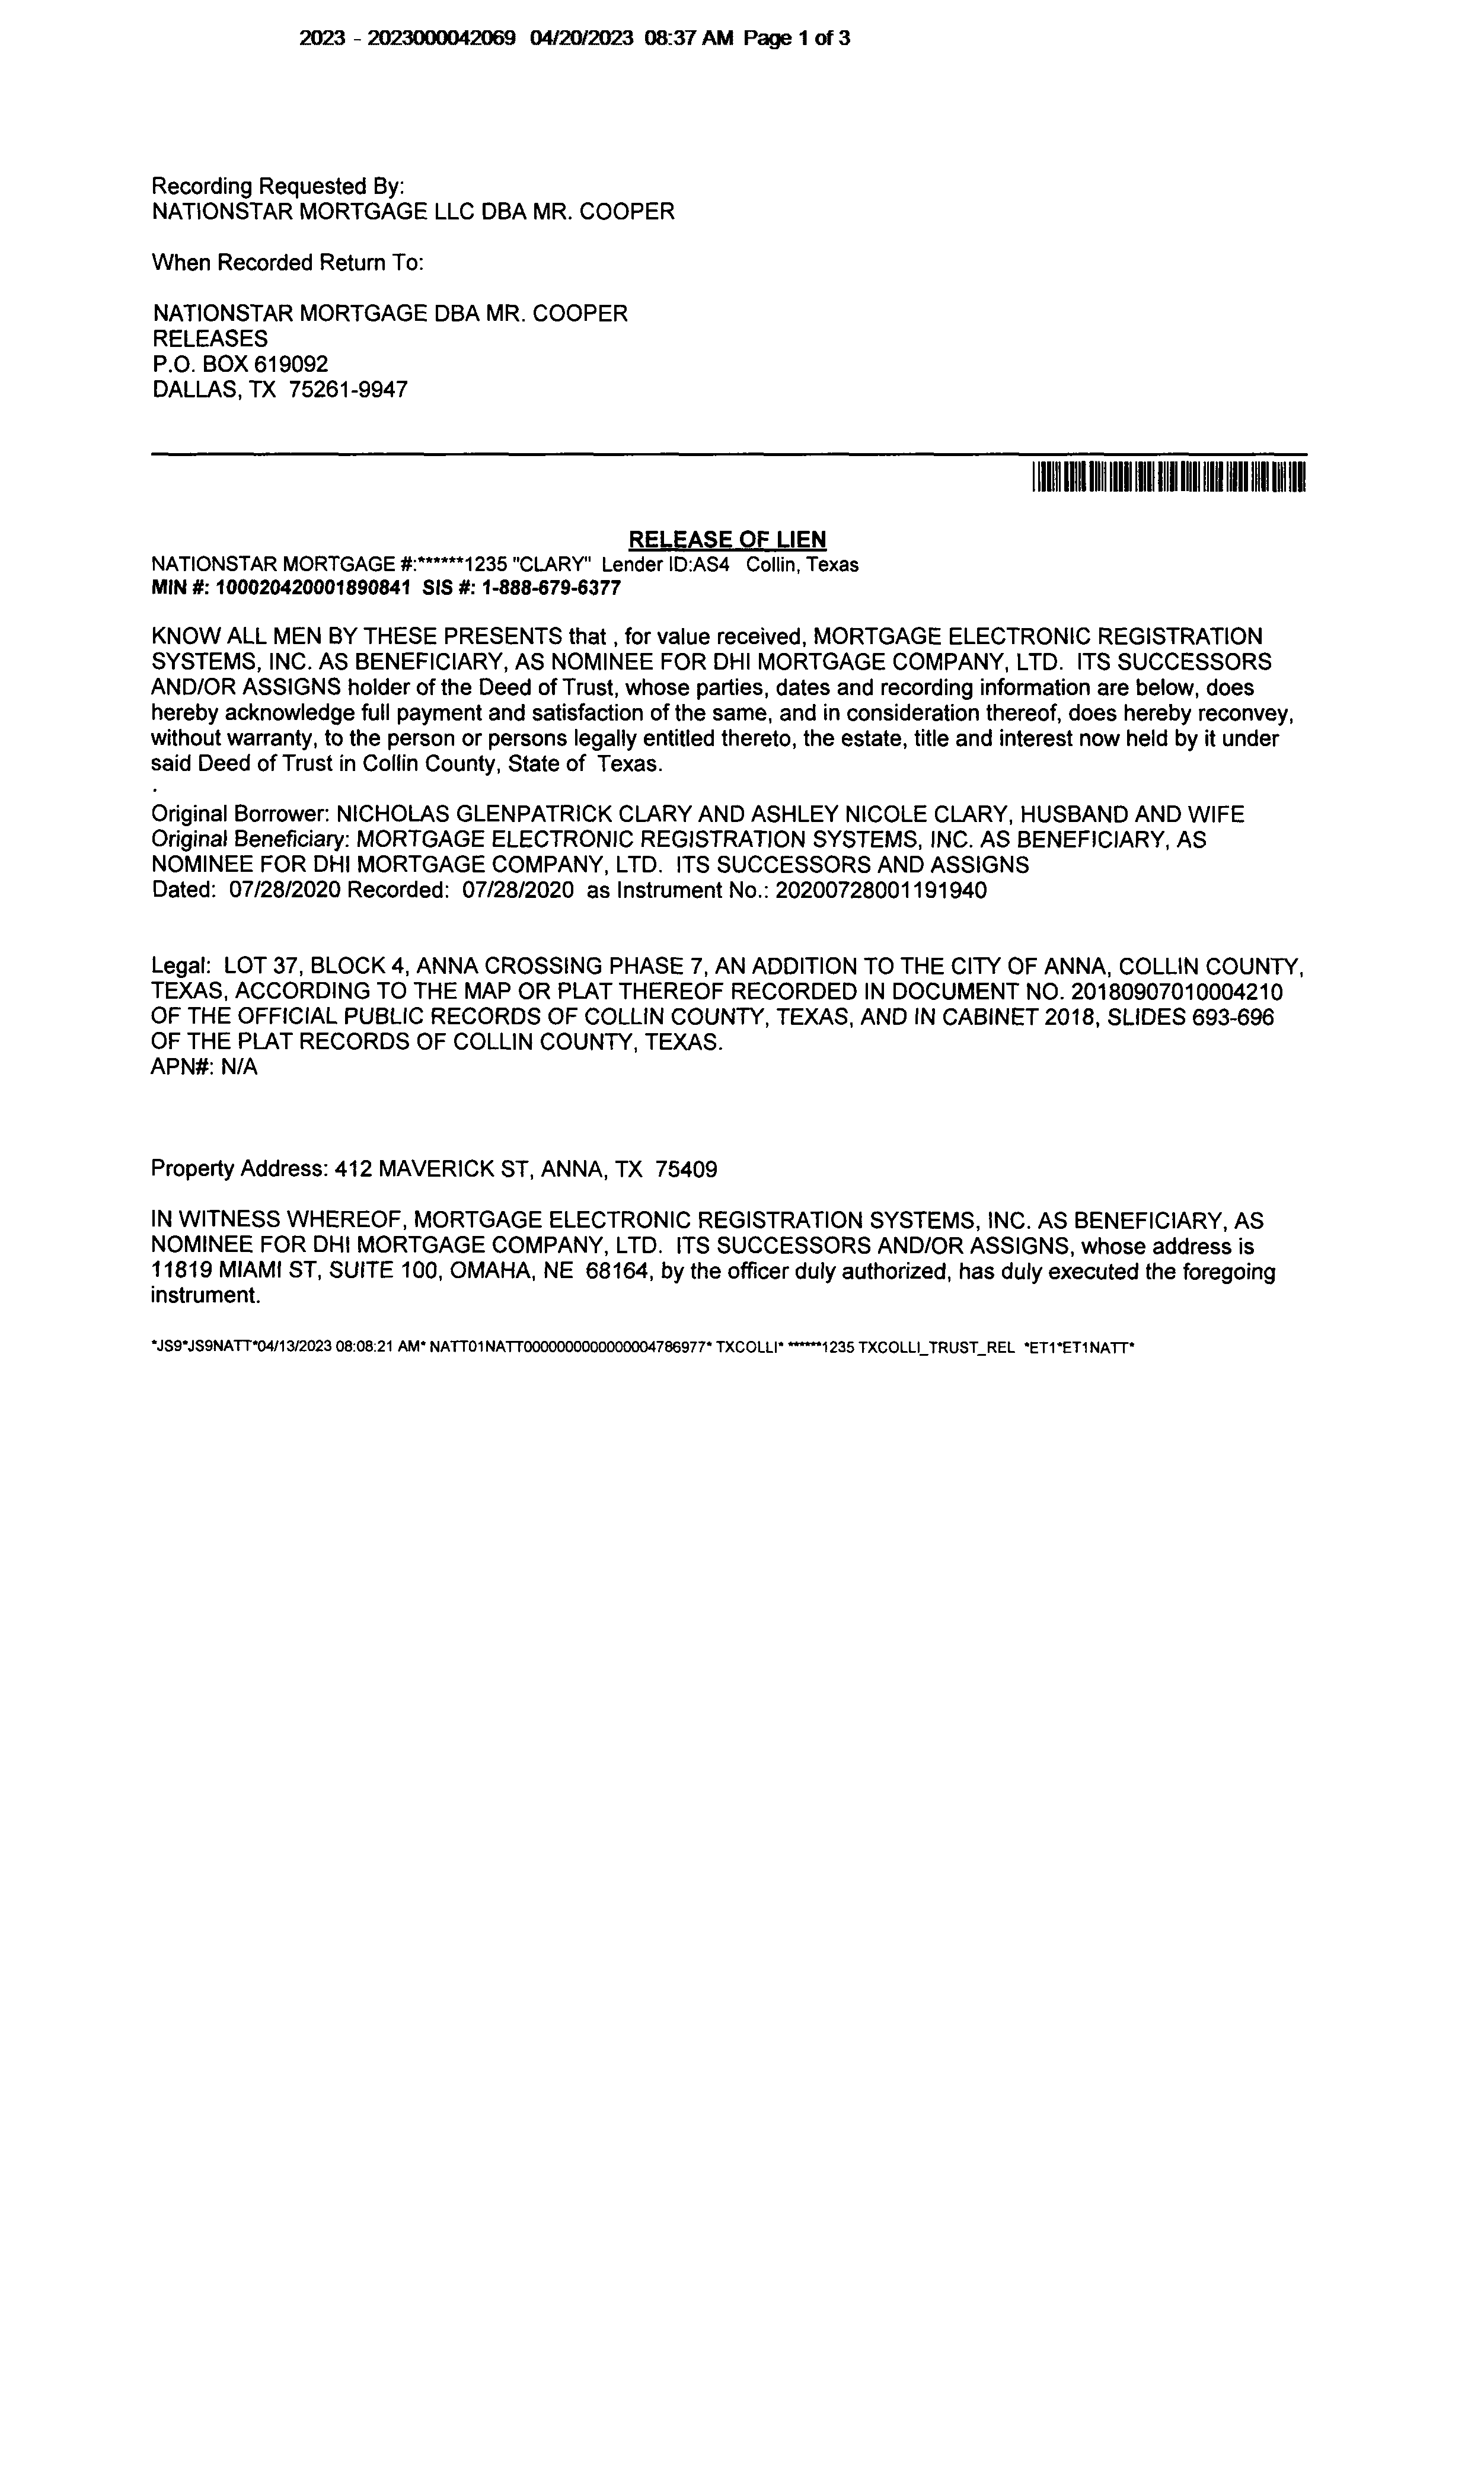 2023 - 2023000042069 04/20/2023 08:37 AM Page 1 of 3
Recording Requested By:
NATIONSTAR MORTGAGE LLC DBA MR. COOPER
When Recorded Return To:
NATIONSTAR MORTGAGE DBA MR. COOPER
RELEASES
P.O. BOX 619092
DALLAS, TX 75261-9947
RELEASE OF LIEN
NATIONSTAR MORTGAGE #:******1235 "CLARY" Lender ID:AS4 Collin, Texas
MIN #: 100020420001890841 SIS #: 1-888-679-6377
KNOW ALL MEN BY THESE PRESENTS that , for value received, MORTGAGE ELECTRONIC REGISTRATION
SYSTEMS, INC. AS BENEFICIARY, AS NOMINEE FOR DHI MORTGAGE COMPANY, LTD. ITS SUCCESSORS
AND/OR ASSIGNS holder of the Deed of Trust, whose parties, dates and recording information are below, does
hereby acknowledge full payment and satisfaction of the same, and in consideration thereof, does hereby reconvey,
without warranty, to the person or persons legally entitled thereto, the estate, title and interest now held by it under
said Deed of Trust in Collin County, State of Texas.
.
Original Borrower: NICHOLAS GLENPATRICK CLARY AND ASHLEY NICOLE CLARY, HUSBAND AND WIFE
Original Beneficiary: MORTGAGE ELECTRONIC REGISTRATION SYSTEMS, INC. AS BENEFICIARY, AS
NOMINEE FOR DHI MORTGAGE COMPANY, LTD. ITS SUCCESSORS AND ASSIGNS
Dated: 07/28/2020 Recorded: 07/28/2020 as Instrument No.: 20200728001191940
Legal: LOT 37, BLOCK 4, ANNA CROSSING PHASE 7, AN ADDITION TO THE CITY OF ANNA, COLLIN COUNTY,
TEXAS, ACCORDING TO THE MAP OR PLAT THEREOF RECORDED IN DOCUMENT NO. 20180907010004210
OF THE OFFICIAL PUBLIC RECORDS OF COLLIN COUNTY, TEXAS, AND IN CABINET 2018, SLIDES 693-696
OF THE PLAT RECORDS OF COLLIN COUNTY, TEXAS.
APN#: N/A
Property Address: 412 MAVERICK ST, ANNA, TX 75409
IN WITNESS WHEREOF, MORTGAGE ELECTRONIC REGISTRATION SYSTEMS, INC. AS BENEFICIARY, AS
NOMINEE FOR DHI MORTGAGE COMPANY, LTD. ITS SUCCESSORS AND/OR ASSIGNS, whose address is
11819 MIAMI ST, SUITE 100, OMAHA, NE 68164, by the officer duly authorized, has duly executed the foregoing
instrument.
*JS9*JS9NATT*04/13/2023 08:08:21 AM* NATT01NATT0000000000000004786977* TXCOLLI* ******1235 TXCOLLI_TRUST_REL *ET1*ET1NATT*